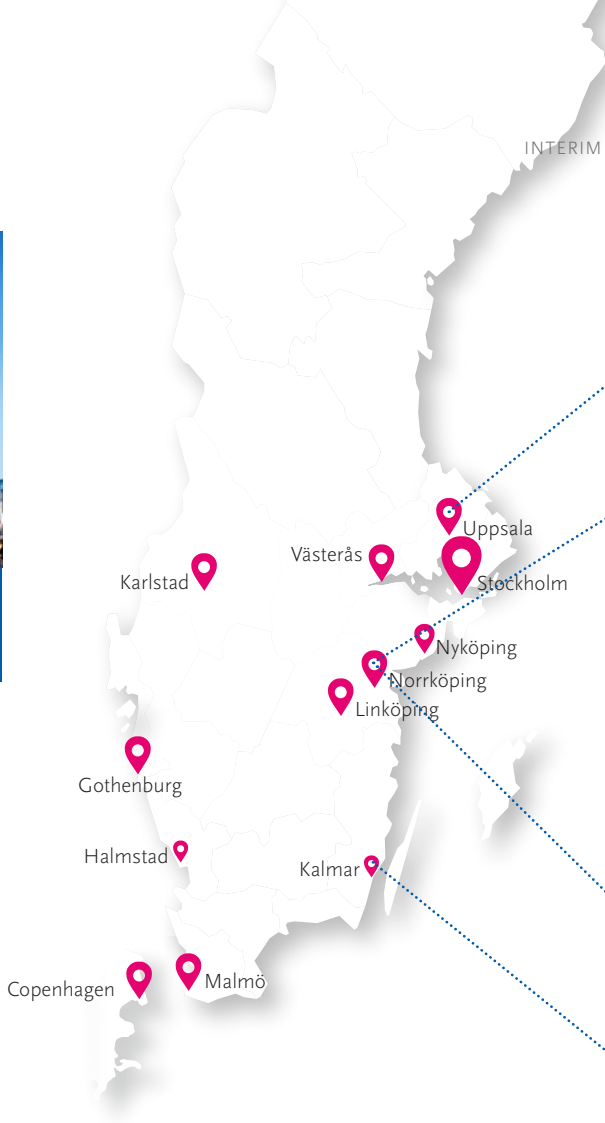 INTERIM
Uppsala
Västerås
Karlstad
Stockholm
Nyköping
Norrköping
Linköping
Gothenburg
Halmstad
Kalmar
Copenhagen
Malmö